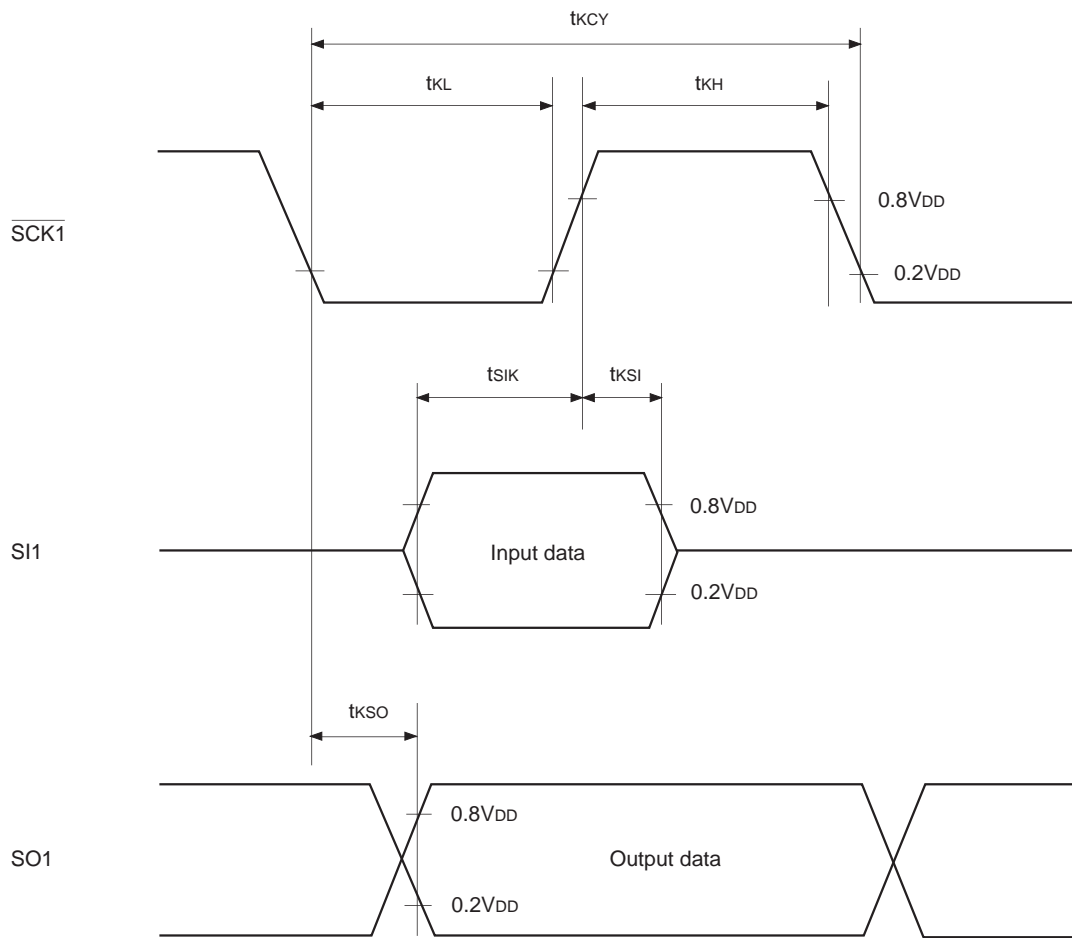 tKCY
tKL
tKH
SCK1
0.8VDD
0.2VDD
tSIK
tKSI
SI1
Input data
0.8VDD
0.2VDD
tKSO
SO1
0.8VDD
Output data
0.2VDD